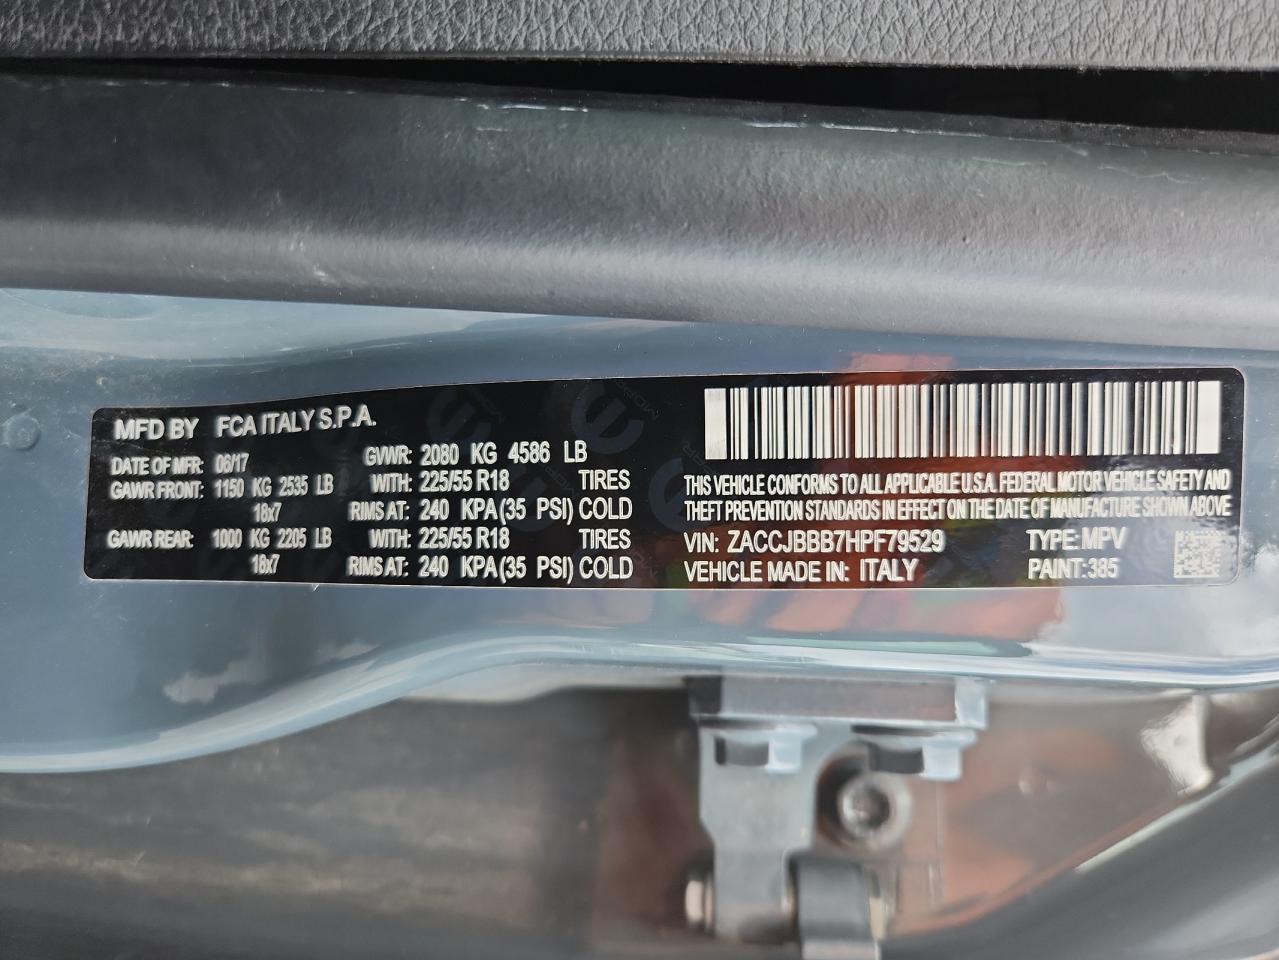 MFD BY FCA ITALY S.P.A.
DATE OF MFR: 06/17 GVWR: 2080 KG 4586 LB
GAWR FRONT: 1150 KG 2535 LB WITH: 225/55 R18 TIRES
18x7 RIMS AT: 240 KPA (35 PSI) COLD
GAWR REAR: 1000 KG 2205 LB WITH: 225/55 R18 TIRES
18x7 RIMS AT: 240 KPA (35 PSI) COLD
THIS VEHICLE CONFORMS TO ALL APPLICABLE U.S.A. FEDERAL MOTOR VEHICLE SAFETY AND
THEFT PREVENTION STANDARDS IN EFFECT ON THE DATE OF MANUFACTURE SHOWN ABOVE
VIN: ZACCJBBB7HPF79529 TYPE: MPV
VEHICLE MADE IN: ITALY PAINT: 385